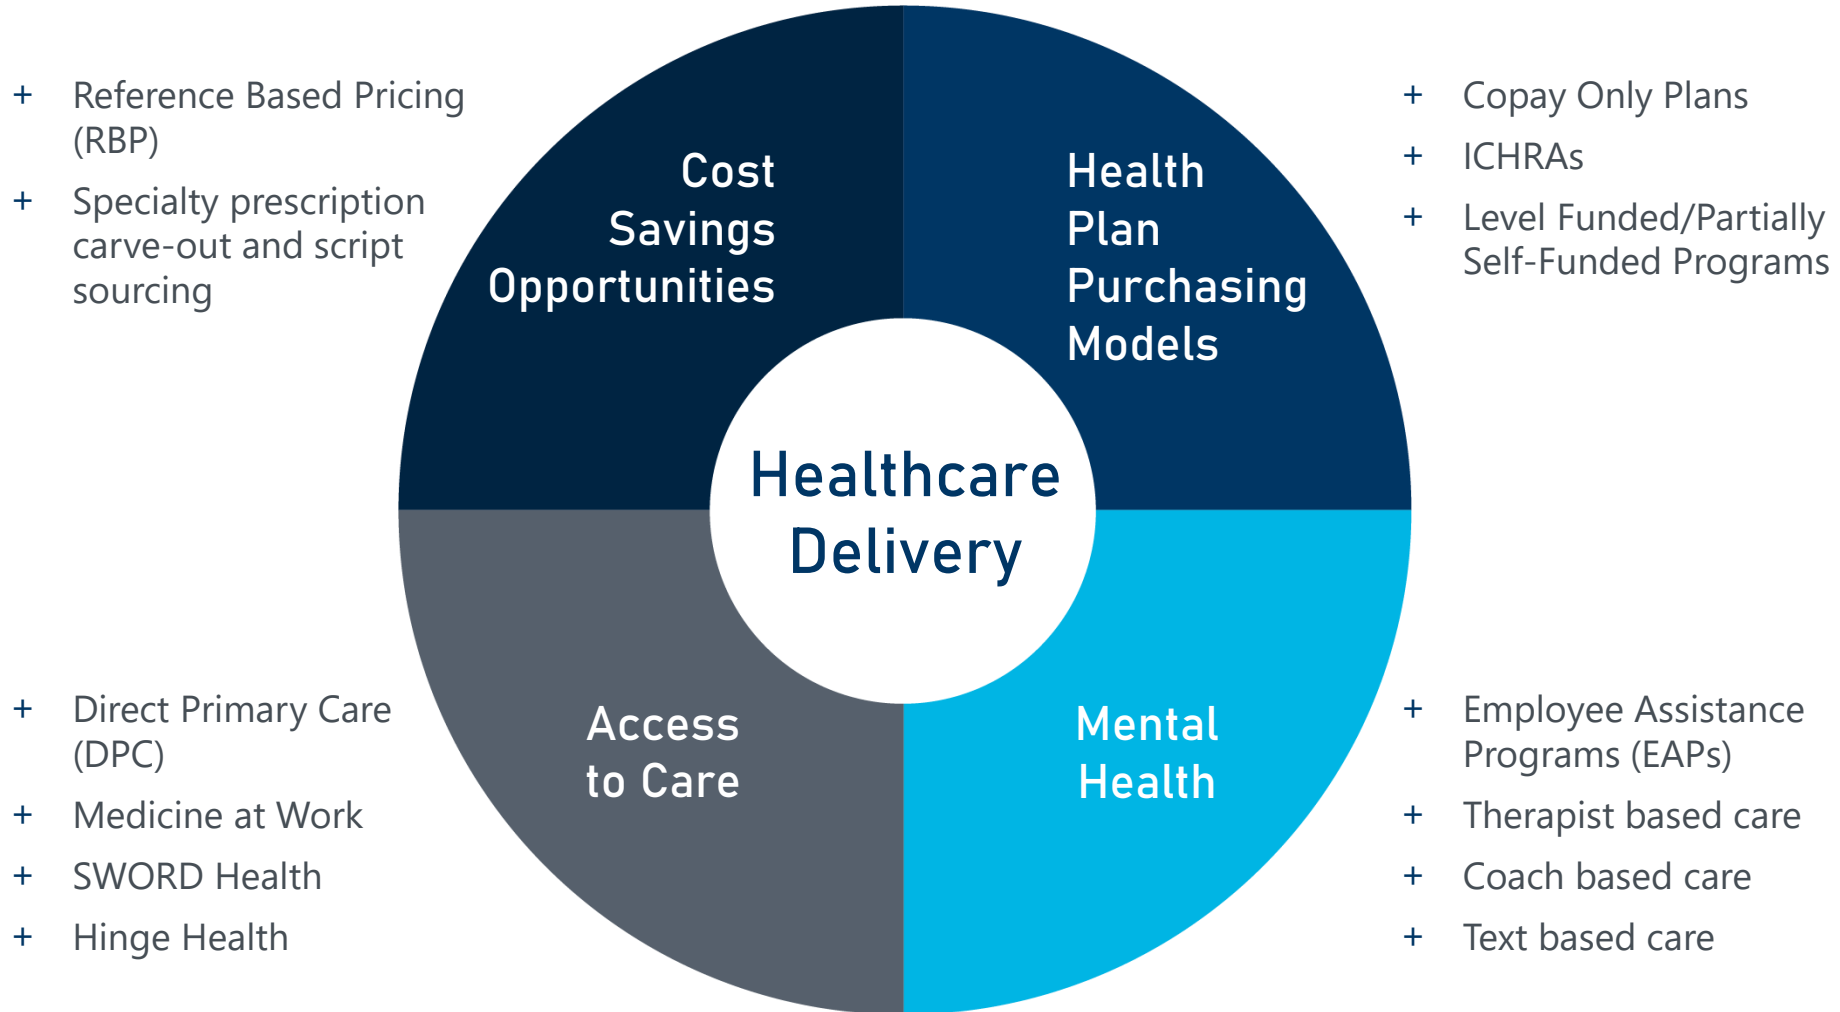 + Reference Based Pricing
(RBP)
+ Specialty prescription
carve-out and script
sourcing
Cost
Savings
Opportunities
Health
Plan
Purchasing
Models
+ Copay Only Plans
+ ICHRAs
+ Level Funded/Partially
Self-Funded Programs
Healthcare
Delivery
+ Direct Primary Care
(DPC)
+ Medicine at Work
+ SWORD Health
+ Hinge Health
Access
to Care
Mental
Health
+ Employee Assistance
Programs (EAPs)
+ Therapist based care
+ Coach based care
+ Text based care